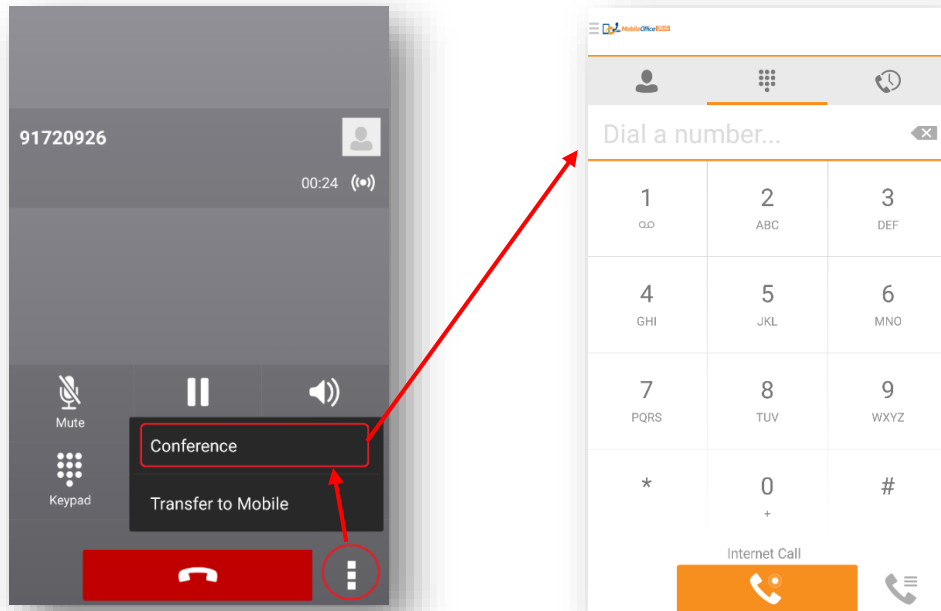 91720926
00:24
Mute
Conference
Keypad
Transfer to Mobile
MobileOffice
Dial a number...
1
2
ABC
3
DEF
4
GHI
5
JKL
6
MNO
7
PQRS
8
TUV
9
WXYZ
*
0
+
#
Internet Call